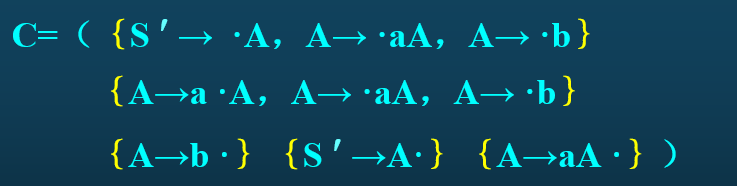 C=（ {S′→ ·A，A→ ·aA，A→ ·b}
{A→a ·A，A→ ·aA，A→ ·b}
{A→b ·} {S′→A·} {A→aA ·} ）